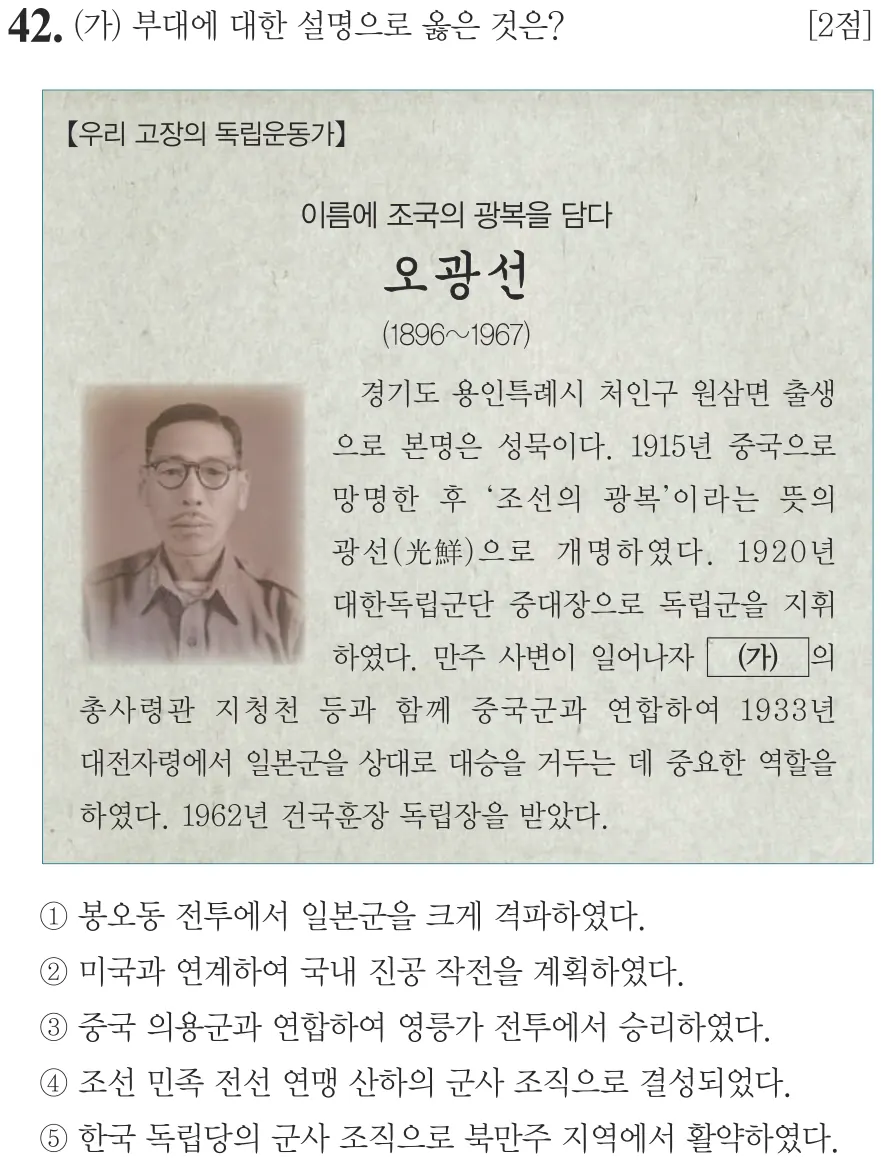 42. (가) 부대에 대한 설명으로 옳은 것은? [2점]
【우리 고장의 독립운동가】
이름에 조국의 광복을 담다
오광선
(1896~1967)
경기도 용인특례시 처인구 원삼면 출생
으로 본명은 성묵이다. 1915년 중국으로
망명한 후 ‘조선의 광복’이라는 뜻의
광선(光鮮)으로 개명하였다. 1920년
대한독립군단 중대장으로 독립군을 지휘
하였다. 만주 사변이 일어나자 (가) 의
총사령관 지청천 등과 함께 중국군과 연합하여 1933년
대전자령에서 일본군을 상대로 대승을 거두는 데 중요한 역할을
하였다. 1962년 건국훈장 독립장을 받았다.
① 봉오동 전투에서 일본군을 크게 격파하였다.
② 미국과 연계하여 국내 진공 작전을 계획하였다.
③ 중국 의용군과 연합하여 영릉가 전투에서 승리하였다.
④ 조선 민족 전선 연맹 산하의 군사 조직으로 결성되었다.
⑤ 한국 독립당의 군사 조직으로 북만주 지역에서 활약하였다.